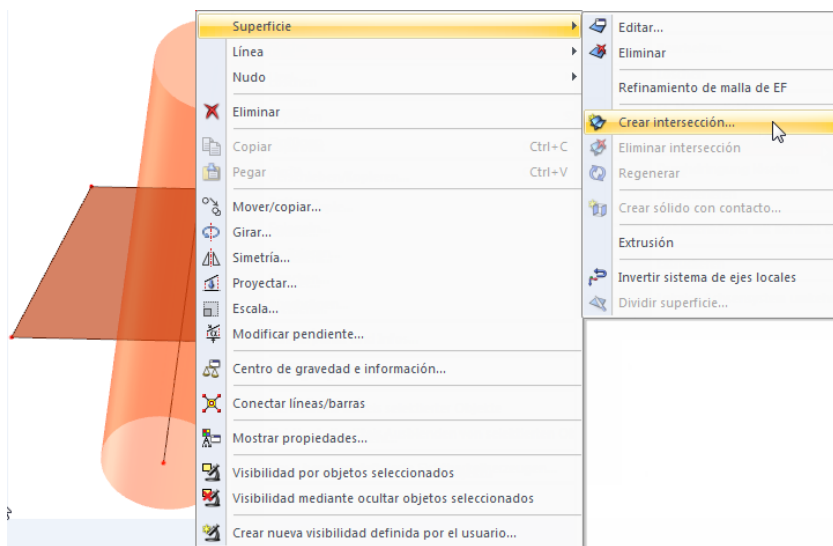 Superficie
Línea
Nudo
Eliminar
Copiar Ctrl+C
Pegar Ctrl+V
Mover/copiar...
Girar...
Simetría...
Proyectar...
Escala...
Modificar pendiente...
Centro de gravedad e información...
Conectar líneas/barras
Mostrar propiedades...
Visibilidad por objetos seleccionados
Visibilidad mediante ocultar objetos seleccionados
Crear nueva visibilidad definida por el usuario...
Editar...
Eliminar
Refinamiento de malla de EF
Crear intersección...
Eliminar intersección
Regenerar
Crear sólido con contacto...
Extrusión
Invertir sistema de ejes locales
Dividir superficie...